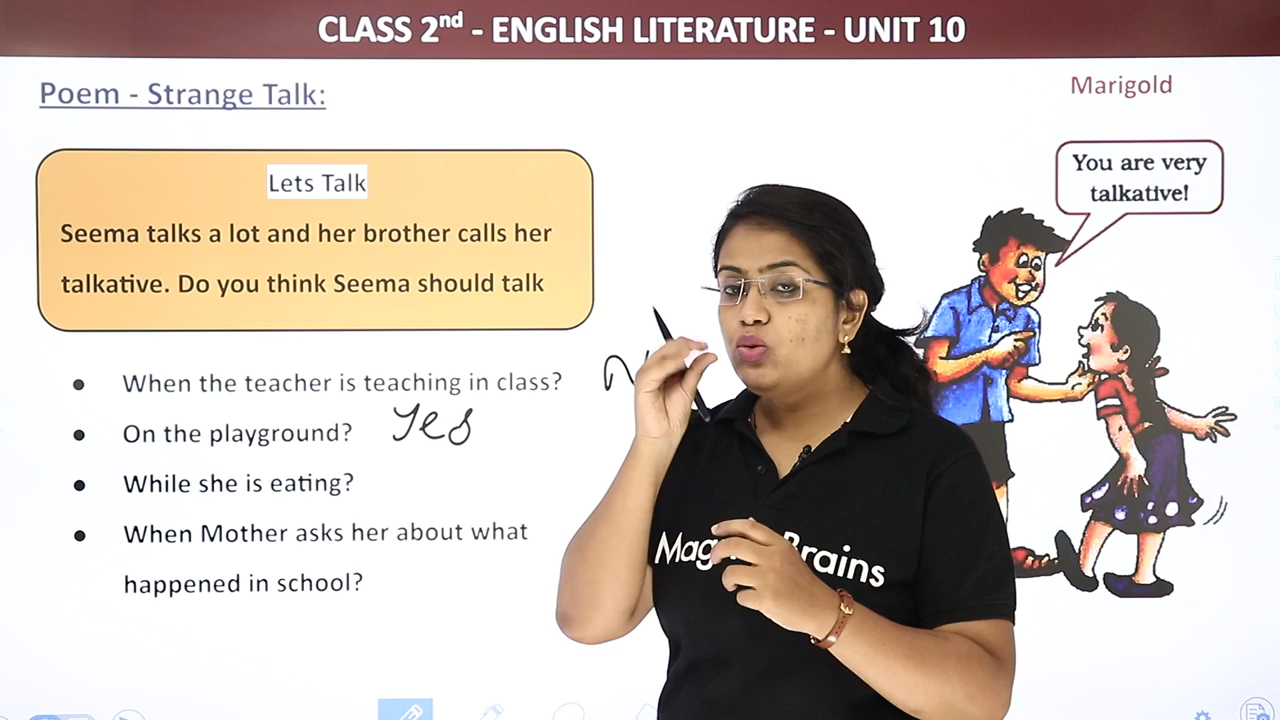 CLASS 2nd - ENGLISH LITERATURE - UNIT 10
Poem - Strange Talk:
Marigold
Lets Talk
Seema talks a lot and her brother calls her
talkative. Do you think Seema should talk
You are very
talkative!
When the teacher is teaching in class?
On the playground? Yes
While she is eating?
When Mother asks her about what
happened in school?
Brains